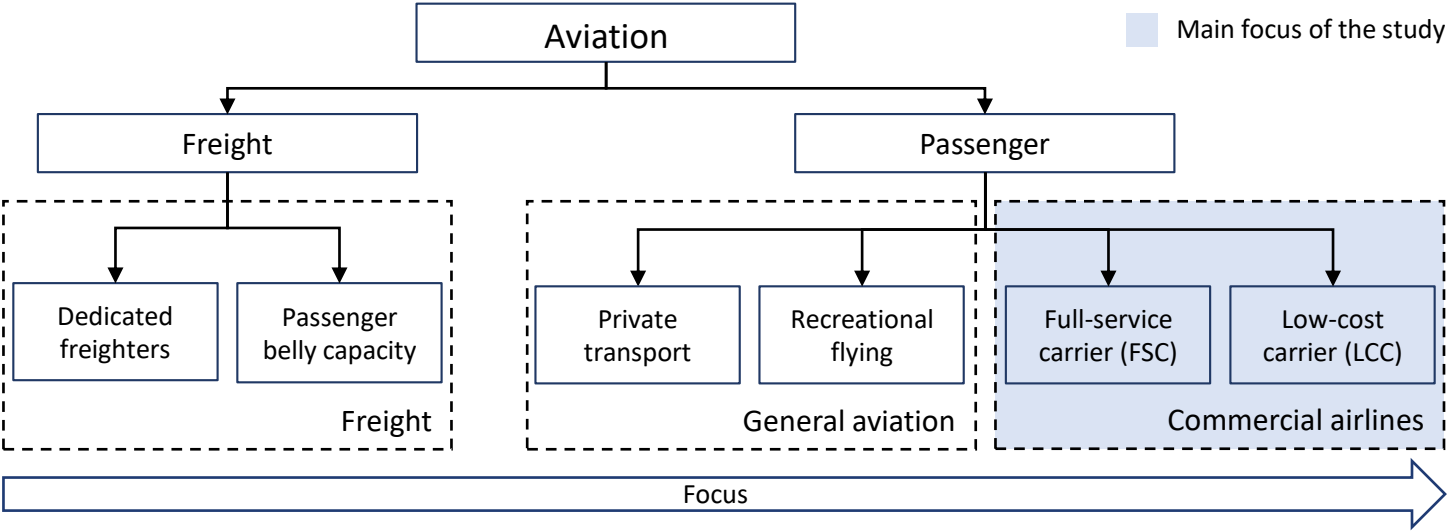 Aviation
Main focus of the study
Freight
Passenger
Dedicated
freighters
Passenger
belly capacity
Private
transport
Recreational
flying
Full-service
carrier (FSC)
Low-cost
carrier (LCC)
Freight
General aviation
Commercial airlines
Focus